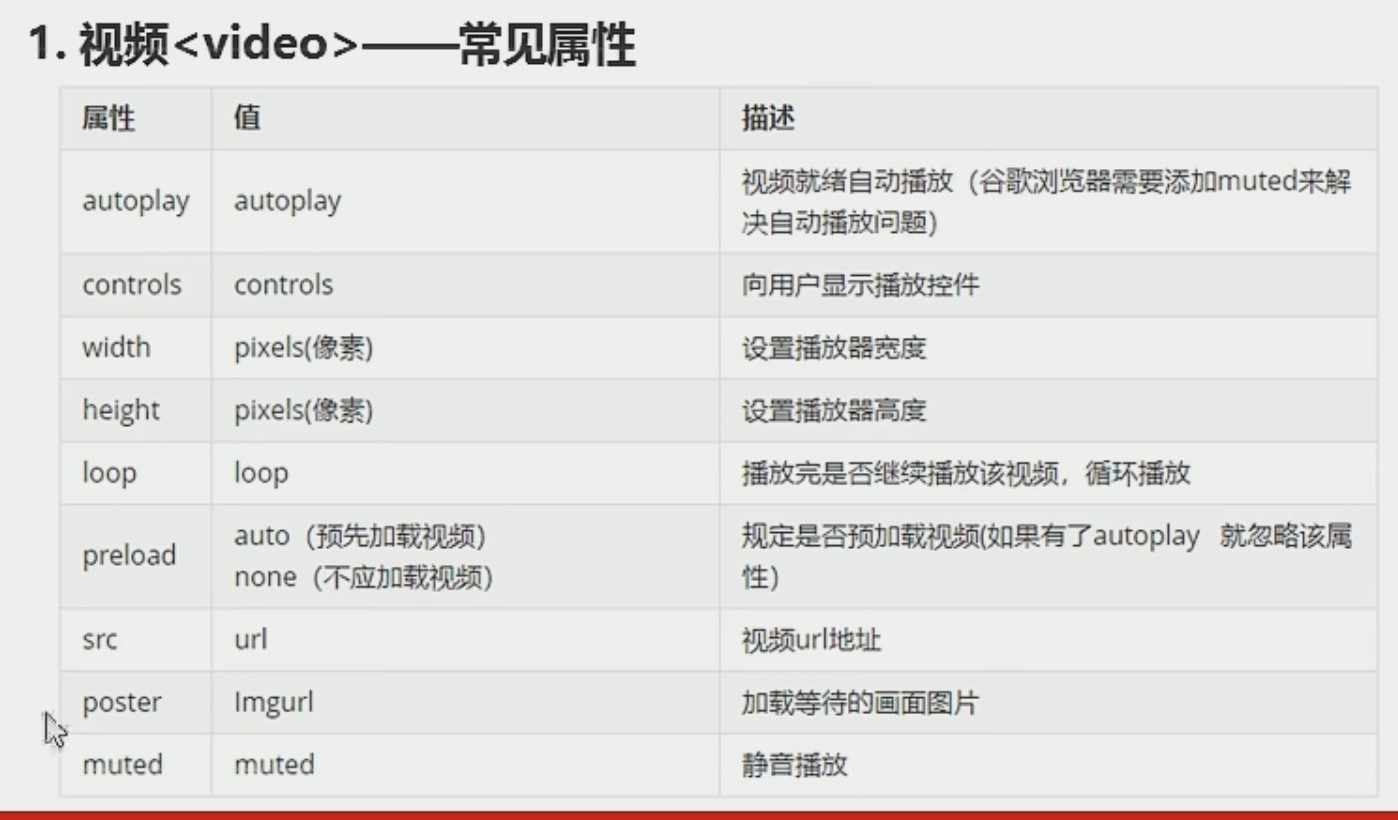 1. 视频<video>——常见属性
属性 值 描述
autoplay autoplay 视频就绪自动播放（谷歌浏览器需要添加muted来解
决自动播放问题）
controls controls 向用户显示播放控件
width pixels(像素) 设置播放器宽度
height pixels(像素) 设置播放器高度
loop loop 播放完是否继续播放该视频，循环播放
preload auto（预先加载视频） 规定是否预加载视频(如果有了autoplay 就忽略该属
none（不应加载视频） 性）
src url 视频url地址
poster Imgurl 加载等待的画面图片
muted muted 静音播放